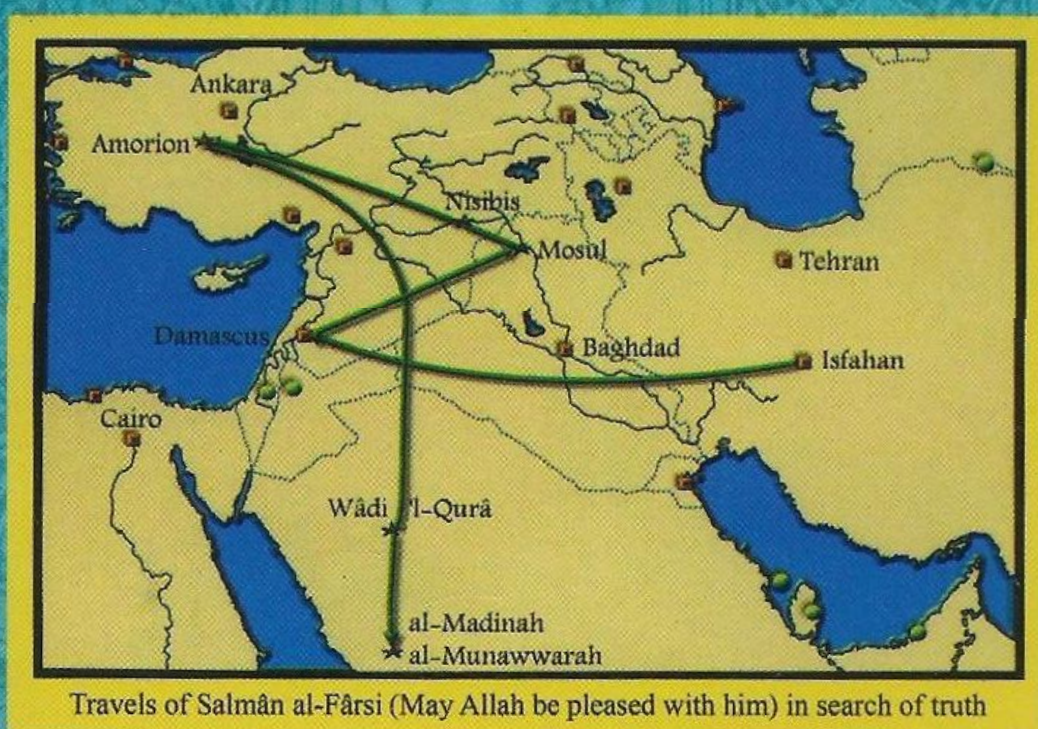 Ankara
Amorion
Nisibis
Mosul
Tehran
Damascus
Baghdad
Isfahan
Cairo
Wâdi 'l-Qurâ
al-Madinah
al-Munawwarah
Travels of Salmân al-Fârsi (May Allah be pleased with him) in search of truth